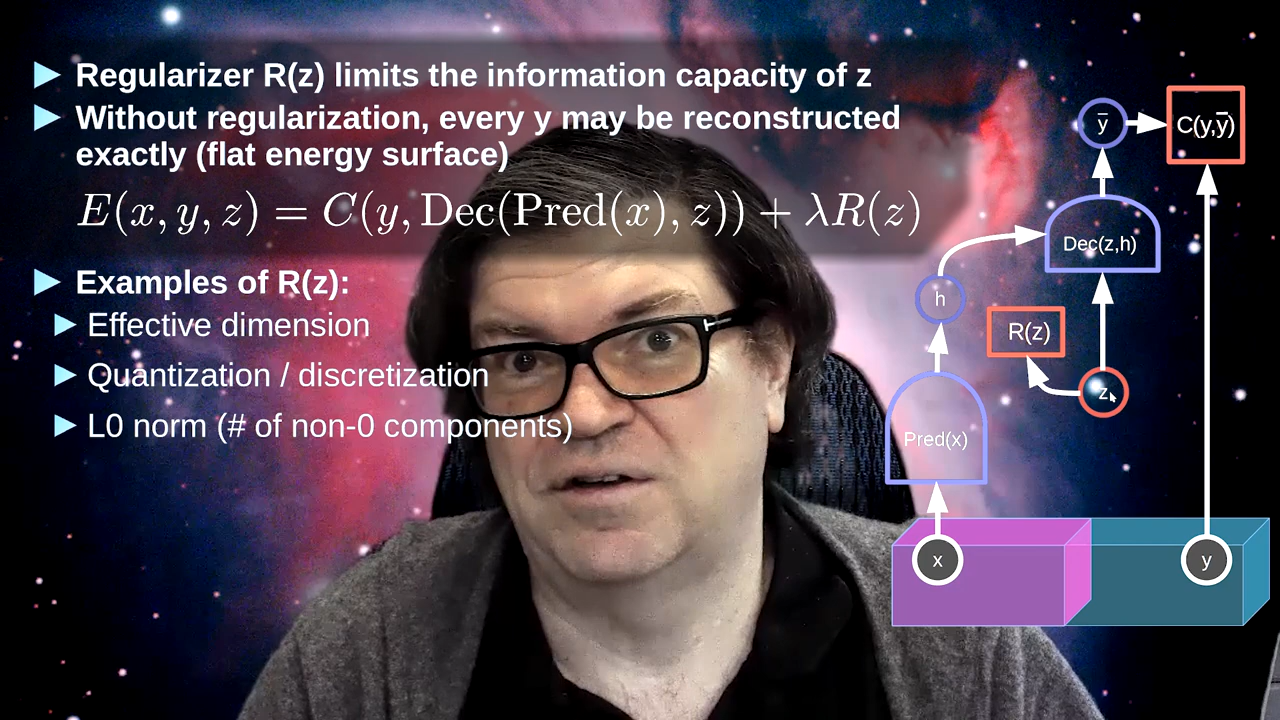 Regularizer R(z) limits the information capacity of z
Without regularization, every y may be reconstructed
exactly (flat energy surface)
E(x, y, z) = C(y, Dec(Pred(x), z)) + λR(z)
Examples of R(z):
Effective dimension
Quantization / discretization
L0 norm (# of non-0 components)
ȳ
C(y,ȳ)
Dec(z,h)
h
R(z)
z
Pred(x)
x
y